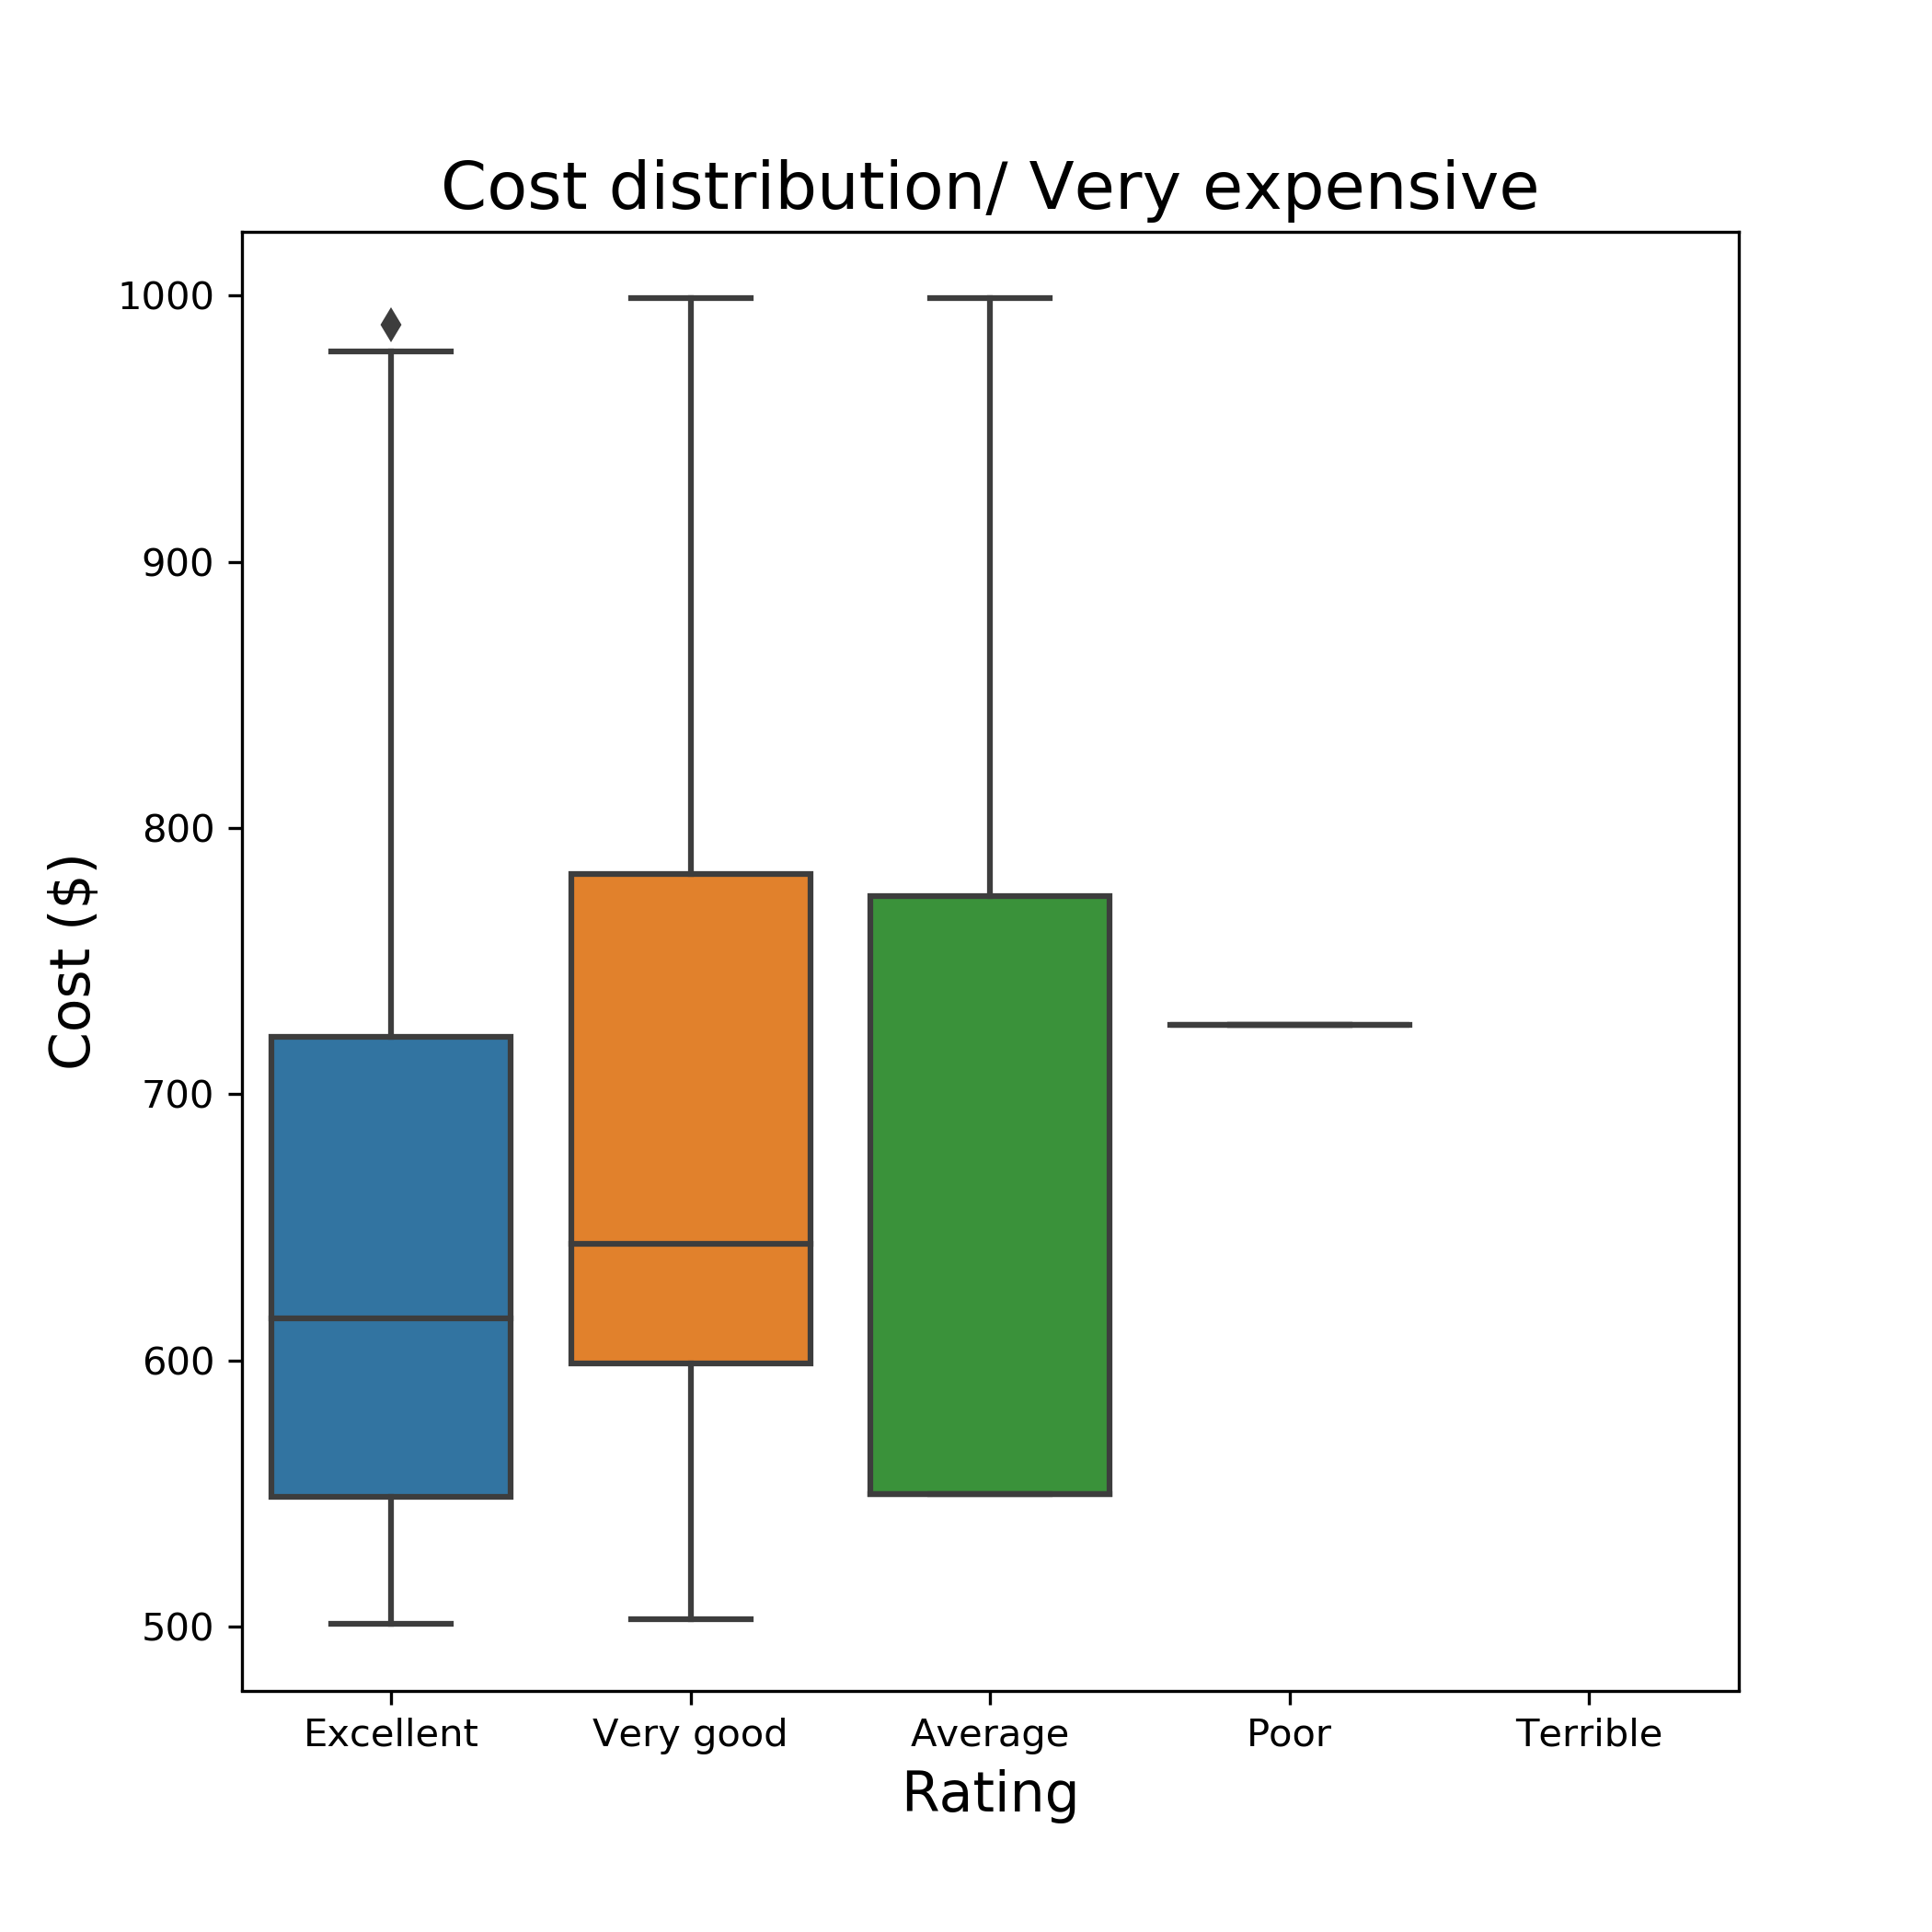 Cost distribution/ Very expensive
1000
900
800
700
600
500
Cost ($)
Excellent Very good Average Poor Terrible
Rating